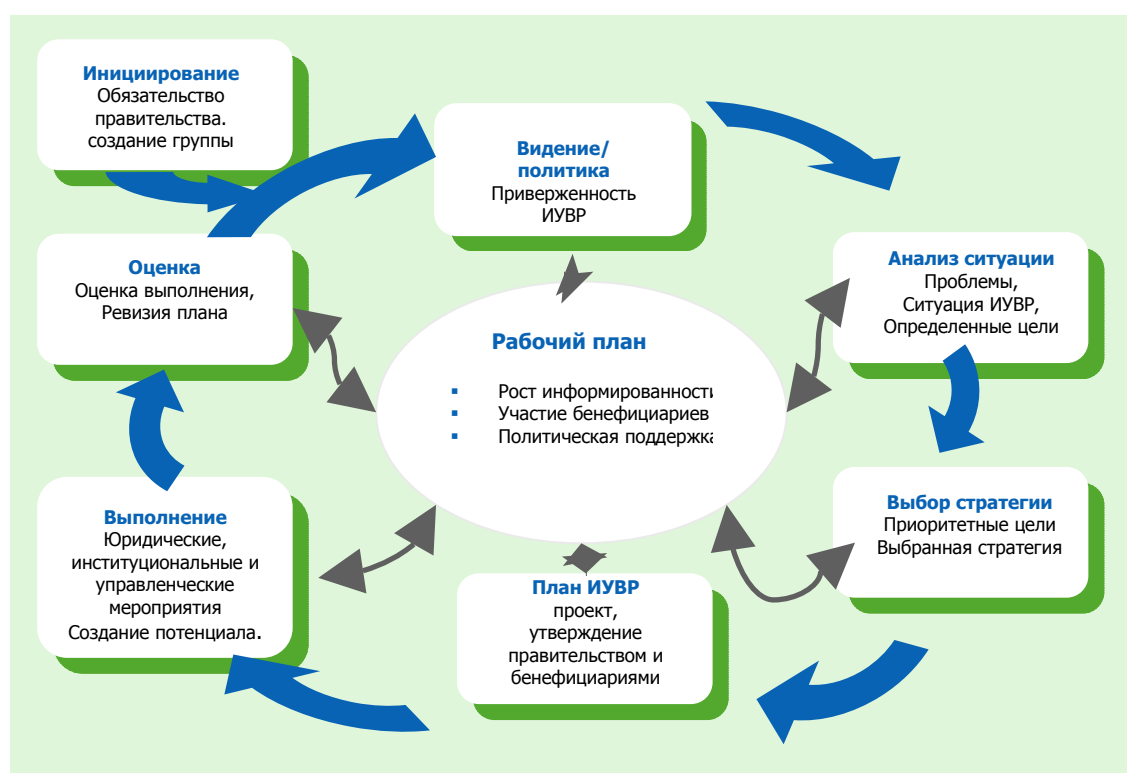 Инициирование
Обязательство
правительства.
создание группы
Видение/
политика
Приверженность
ИУВР
Оценка
Оценка выполнения,
Ревизия плана
Анализ ситуации
Проблемы,
Ситуация ИУВР,
Определенные цели
Рабочий план
▪ Рост информированности
▪ Участие бенефициариев
▪ Политическая поддержка
Выполнение
Юридические,
институциональные и
управленческие
мероприятия
Создание потенциала.
Выбор стратегии
Приоритетные цели
Выбранная стратегия
План ИУВР
проект,
утверждение
правительством и
бенефициариями